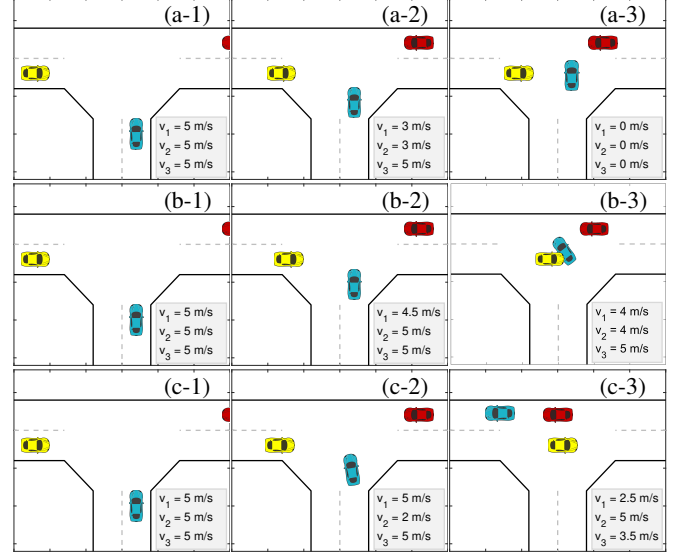 (a-1)
v1 = 5 m/s
v2 = 5 m/s
v3 = 5 m/s
(a-2)
v1 = 3 m/s
v2 = 3 m/s
v3 = 5 m/s
(a-3)
v1 = 0 m/s
v2 = 0 m/s
v3 = 0 m/s
(b-1)
v1 = 5 m/s
v2 = 5 m/s
v3 = 5 m/s
(b-2)
v1 = 4.5 m/s
v2 = 5 m/s
v3 = 5 m/s
(b-3)
v1 = 4 m/s
v2 = 4 m/s
v3 = 5 m/s
(c-1)
v1 = 5 m/s
v2 = 5 m/s
v3 = 5 m/s
(c-2)
v1 = 5 m/s
v2 = 2 m/s
v3 = 5 m/s
(c-3)
v1 = 2.5 m/s
v2 = 5 m/s
v3 = 3.5 m/s